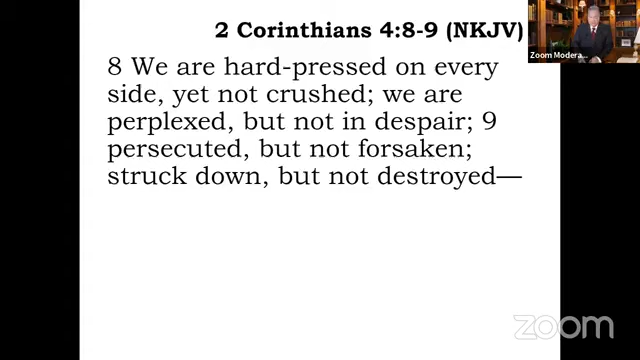 2 Corinthians 4:8-9 (NKJV)
8 We are hard-pressed on every
side, yet not crushed; we are
perplexed, but not in despair; 9
persecuted, but not forsaken;
struck down, but not destroyed—
Zoom Modera...
zoom